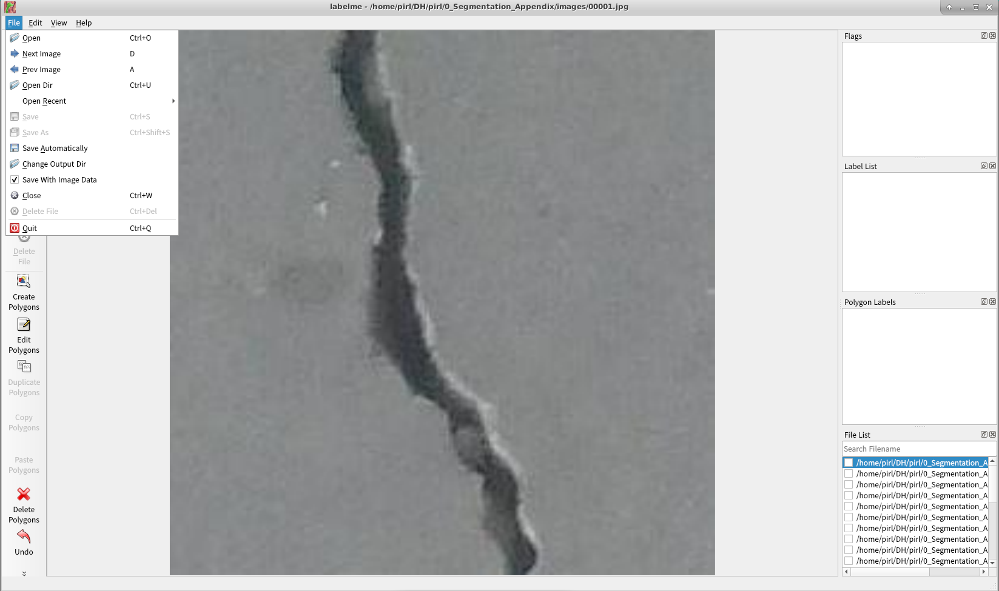 labelme - /home/pirl/DH/pirl/0_Segmentation_Appendix/images/00001.jpg
File Edit View Help
Open Ctrl+O
Next Image D
Prev Image A
Open Dir Ctrl+U
Open Recent
Save Ctrl+S
Save As Ctrl+Shift+S
Save Automatically
Change Output Dir
Save With Image Data
Close Ctrl+W
Delete File Ctrl+Del
Quit Ctrl+Q
Delete
File
Create
Polygons
Edit
Polygons
Duplicate
Polygons
Copy
Polygons
Paste
Polygons
Delete
Polygons
Undo
Flags
Label List
Polygon Labels
File List
Search Filename
/home/pirl/DH/pirl/0_Segmentation_A
/home/pirl/DH/pirl/0_Segmentation_A
/home/pirl/DH/pirl/0_Segmentation_A
/home/pirl/DH/pirl/0_Segmentation_A
/home/pirl/DH/pirl/0_Segmentation_A
/home/pirl/DH/pirl/0_Segmentation_A
/home/pirl/DH/pirl/0_Segmentation_A
/home/pirl/DH/pirl/0_Segmentation_A
/home/pirl/DH/pirl/0_Segmentation_A
/home/pirl/DH/pirl/0_Segmentation_A